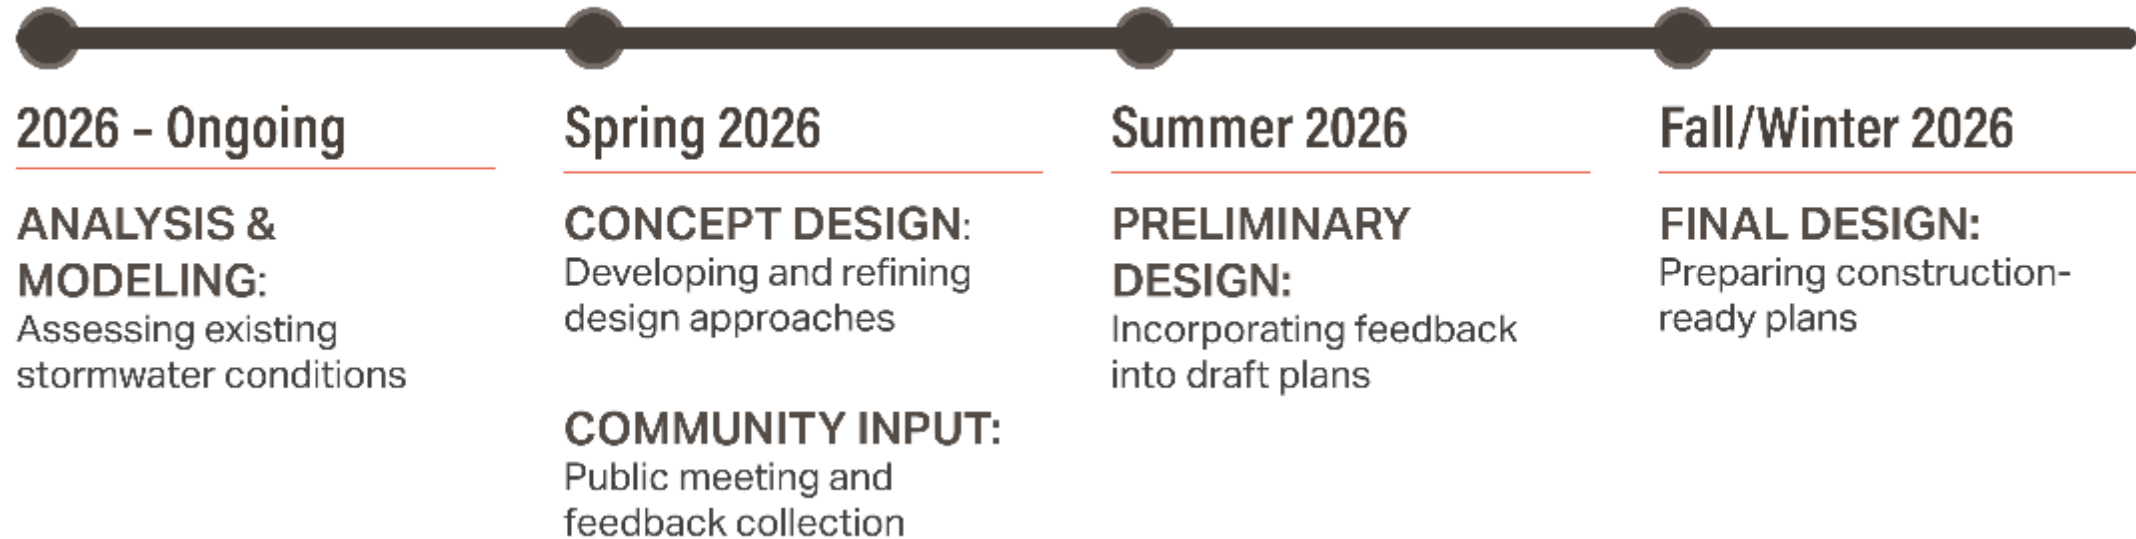 2026 – Ongoing
ANALYSIS &
MODELING:
Assessing existing
stormwater conditions
Spring 2026
CONCEPT DESIGN:
Developing and refining
design approaches
COMMUNITY INPUT:
Public meeting and
feedback collection
Summer 2026
PRELIMINARY
DESIGN:
Incorporating feedback
into draft plans
Fall/Winter 2026
FINAL DESIGN:
Preparing construction-
ready plans